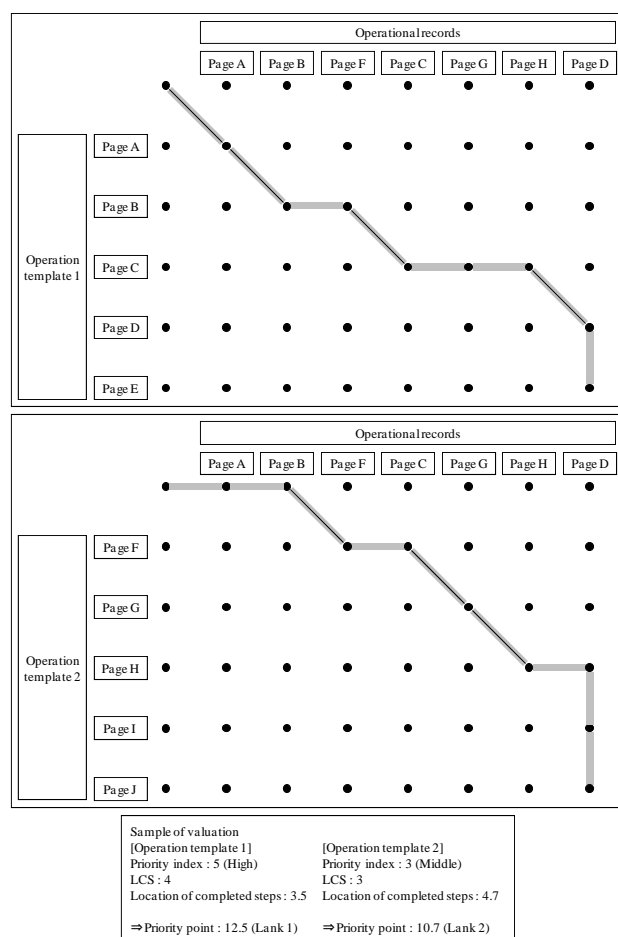 Operational records
Page A Page B Page F Page C Page G Page H Page D
Page A
Page B
Operation
template 1
Page C
Page D
Page E
Operational records
Page A Page B Page F Page C Page G Page H Page D
Page F
Page G
Operation
template 2
Page H
Page I
Page J
Sample of valuation
[Operation template 1] [Operation template 2]
Priority index : 5 (High) Priority index : 3 (Middle)
LCS : 4 LCS : 3
Location of completed steps : 3.5 Location of completed steps : 4.7
⇒Priority point : 12.5 (Lank 1) ⇒Priority point : 10.7 (Lank 2)